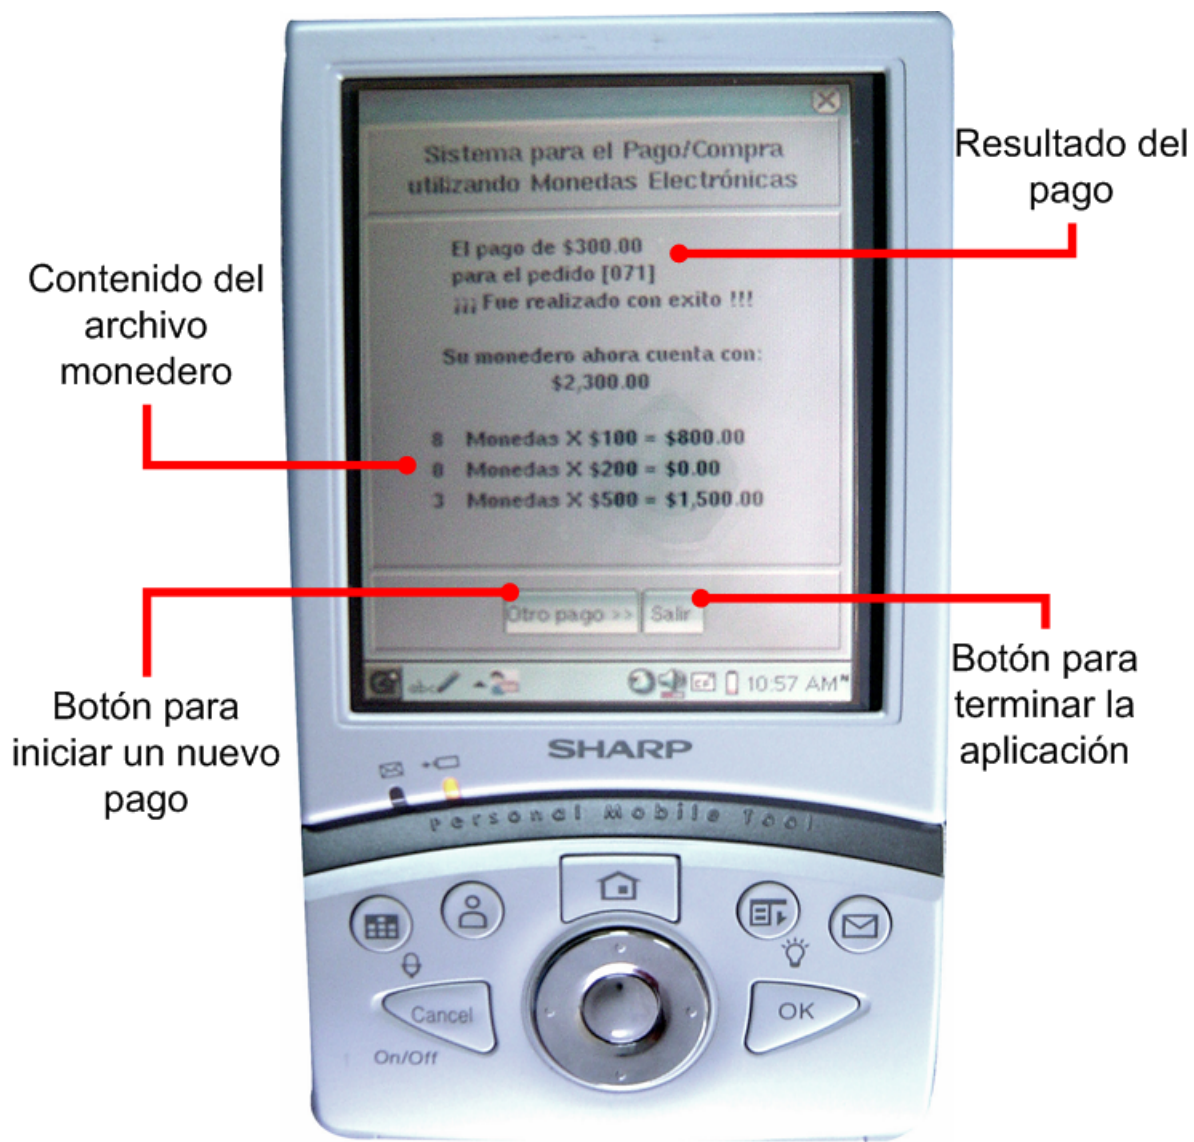 Sistema para el Pago/Compra
utilizando Monedas Electrónicas
El pago de $300.00
para el pedido [071]
¡¡¡ Fue realizado con exito !!!
Su monedero ahora cuenta con:
$2,300.00
8 Monedas X $100 = $800.00
0 Monedas X $200 = $0.00
3 Monedas X $500 = $1,500.00
Otro pago >> Salir
abc 10:57 AM
Resultado del
pago
Contenido del
archivo
monedero
Botón para
iniciar un nuevo
pago
Botón para
terminar la
aplicación
SHARP
Personal Mobile Tool
Cancel
OK
On/Off